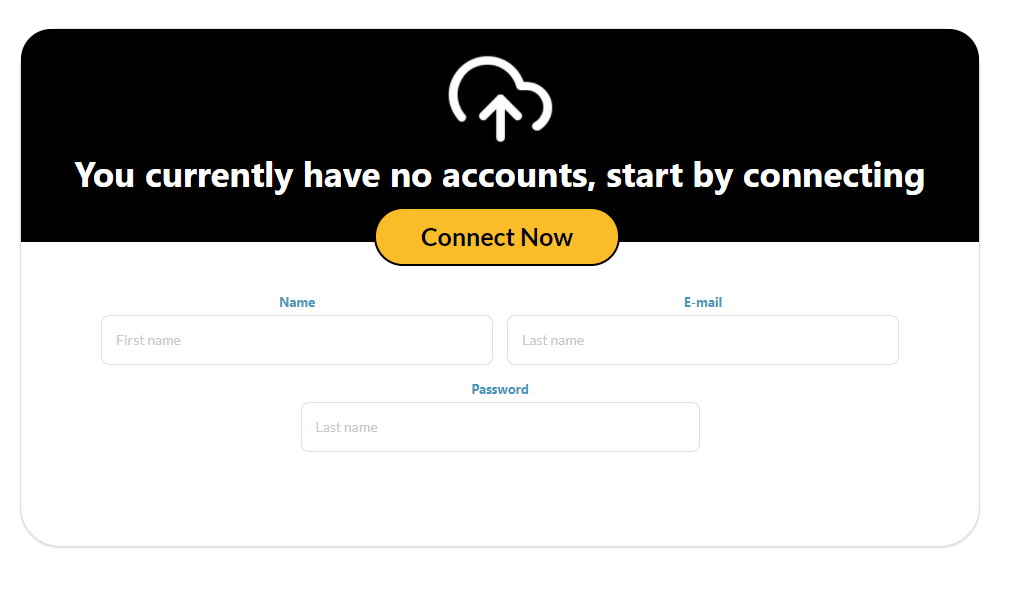 You currently have no accounts, start by connecting
Connect Now
Name
E-mail
First name
Last name
Password
Last name